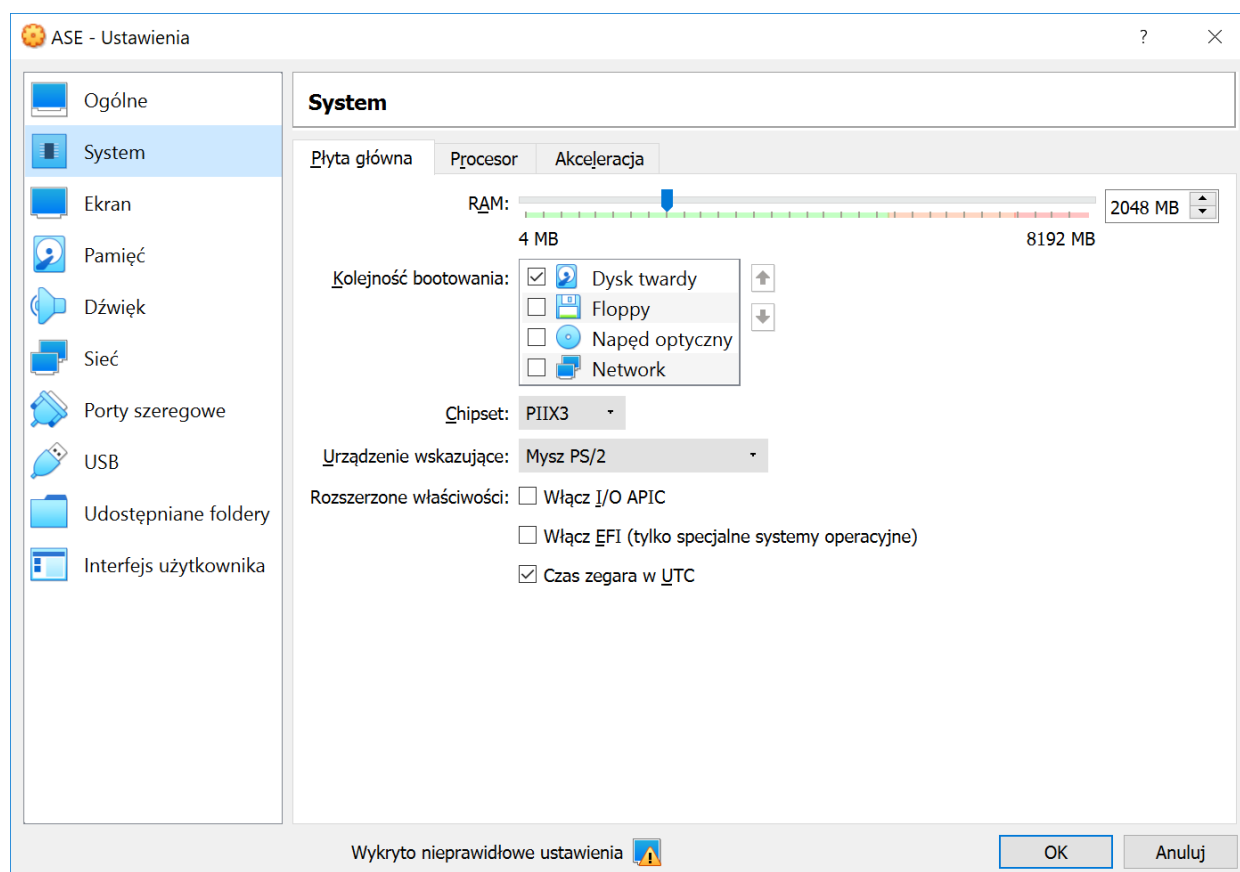 ASE - Ustawienia
?
Ogólne
System
Ekran
Pamięć
Dźwięk
Sieć
Porty szeregowe
USB
Udostępniane foldery
Interfejs użytkownika
System
Płyta główna Procesor Akceleracja
RAM: 2048 MB
4 MB 8192 MB
Kolejność bootowania: Dysk twardy
Floppy
Napęd optyczny
Network
Chipset: PIIX3
Urządzenie wskazujące: Mysz PS/2
Rozszerzone właściwości: Włącz I/O APIC
Włącz EFI (tylko specjalne systemy operacyjne)
Czas zegara w UTC
Wykryto nieprawidłowe ustawienia OK Anuluj